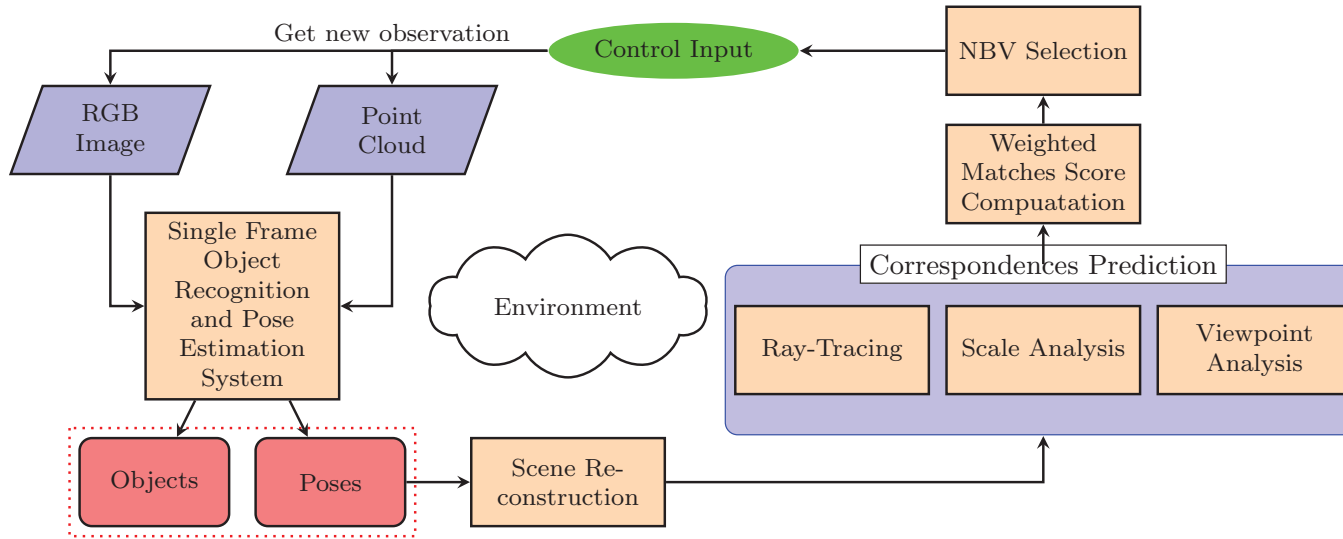 Get new observation
Control Input
NBV Selection
RGB
Image
Point
Cloud
Weighted
Matches Score
Compuatation
Single Frame
Object
Recognition
and Pose
Estimation
System
Environment
Correspondences Prediction
Ray-Tracing
Scale Analysis
Viewpoint
Analysis
Objects
Poses
Scene Re-
construction